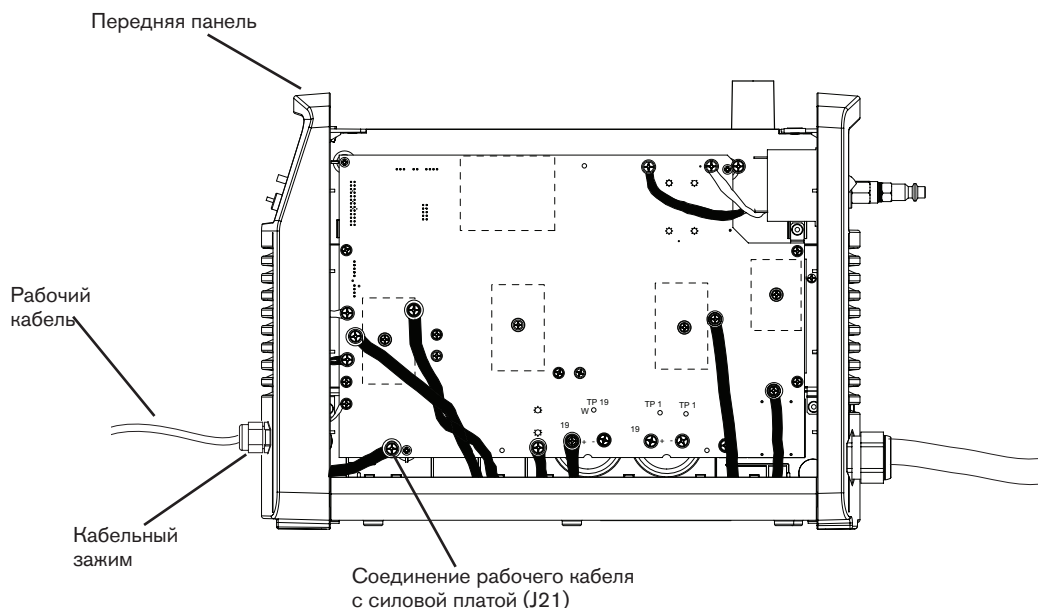 Передняя панель
Рабочий
кабель
TP 19
W
TP 1
TP 1
19
+
-
19
+
-
Кабельный
зажим
Соединение рабочего кабеля
с силовой платой (J21)